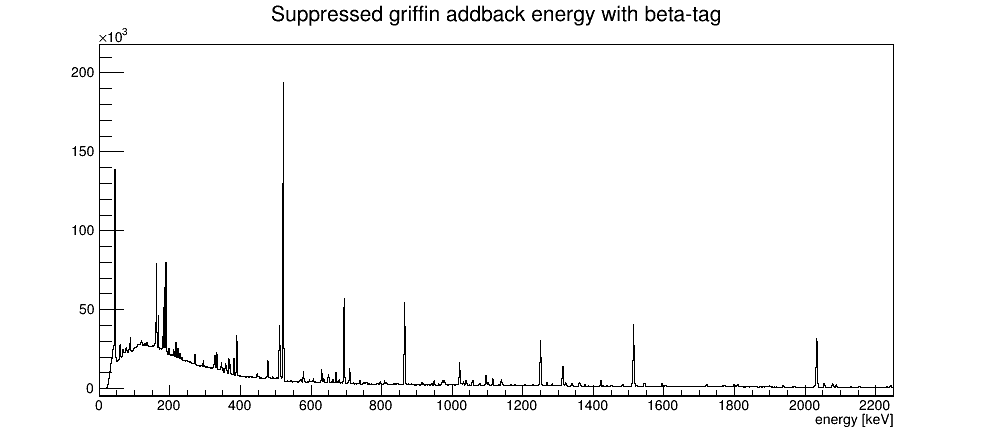 Suppressed griffin addback energy with beta-tag
×10³
200
150
100
50
0
0 200 400 600 800 1000 1200 1400 1600 1800 2000 2200
energy [keV]